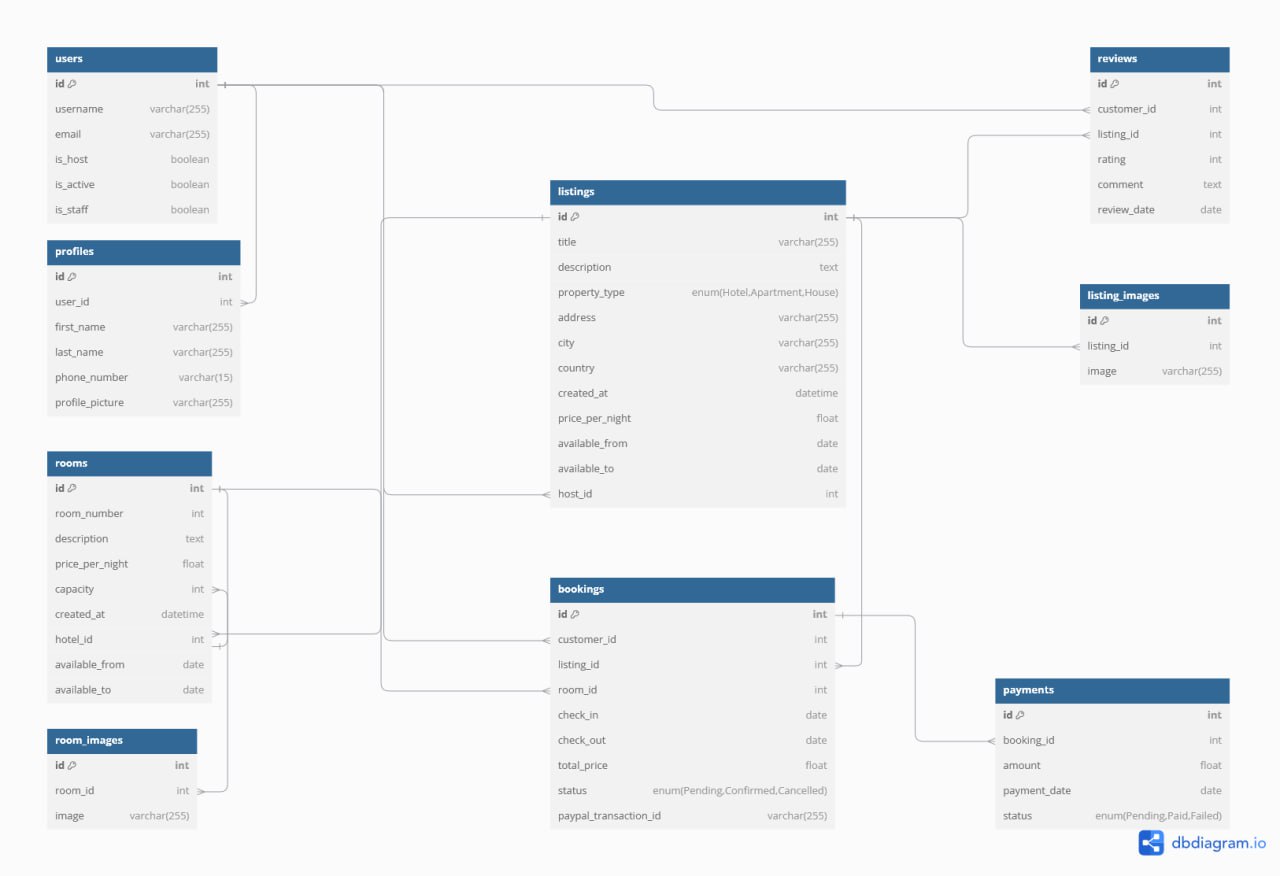 users
id int
username varchar(255)
email varchar(255)
is_host boolean
is_active boolean
is_staff boolean
profiles
id int
user_id int
first_name varchar(255)
last_name varchar(255)
phone_number varchar(15)
profile_picture varchar(255)
rooms
id int
room_number int
description text
price_per_night float
capacity int
created_at datetime
hotel_id int
available_from date
available_to date
room_images
id int
room_id int
image varchar(255)
listings
id int
title varchar(255)
description text
property_type enum(Hotel,Apartment,House)
address varchar(255)
city varchar(255)
country varchar(255)
created_at datetime
price_per_night float
available_from date
available_to date
host_id int
bookings
id int
customer_id int
listing_id int
room_id int
check_in date
check_out date
total_price float
status enum(Pending,Confirmed,Cancelled)
paypal_transaction_id varchar(255)
reviews
id int
customer_id int
listing_id int
rating int
comment text
review_date date
listing_images
id int
listing_id int
image varchar(255)
payments
id int
booking_id int
amount float
payment_date date
status enum(Pending,Paid,Failed)
dbdiagram.io